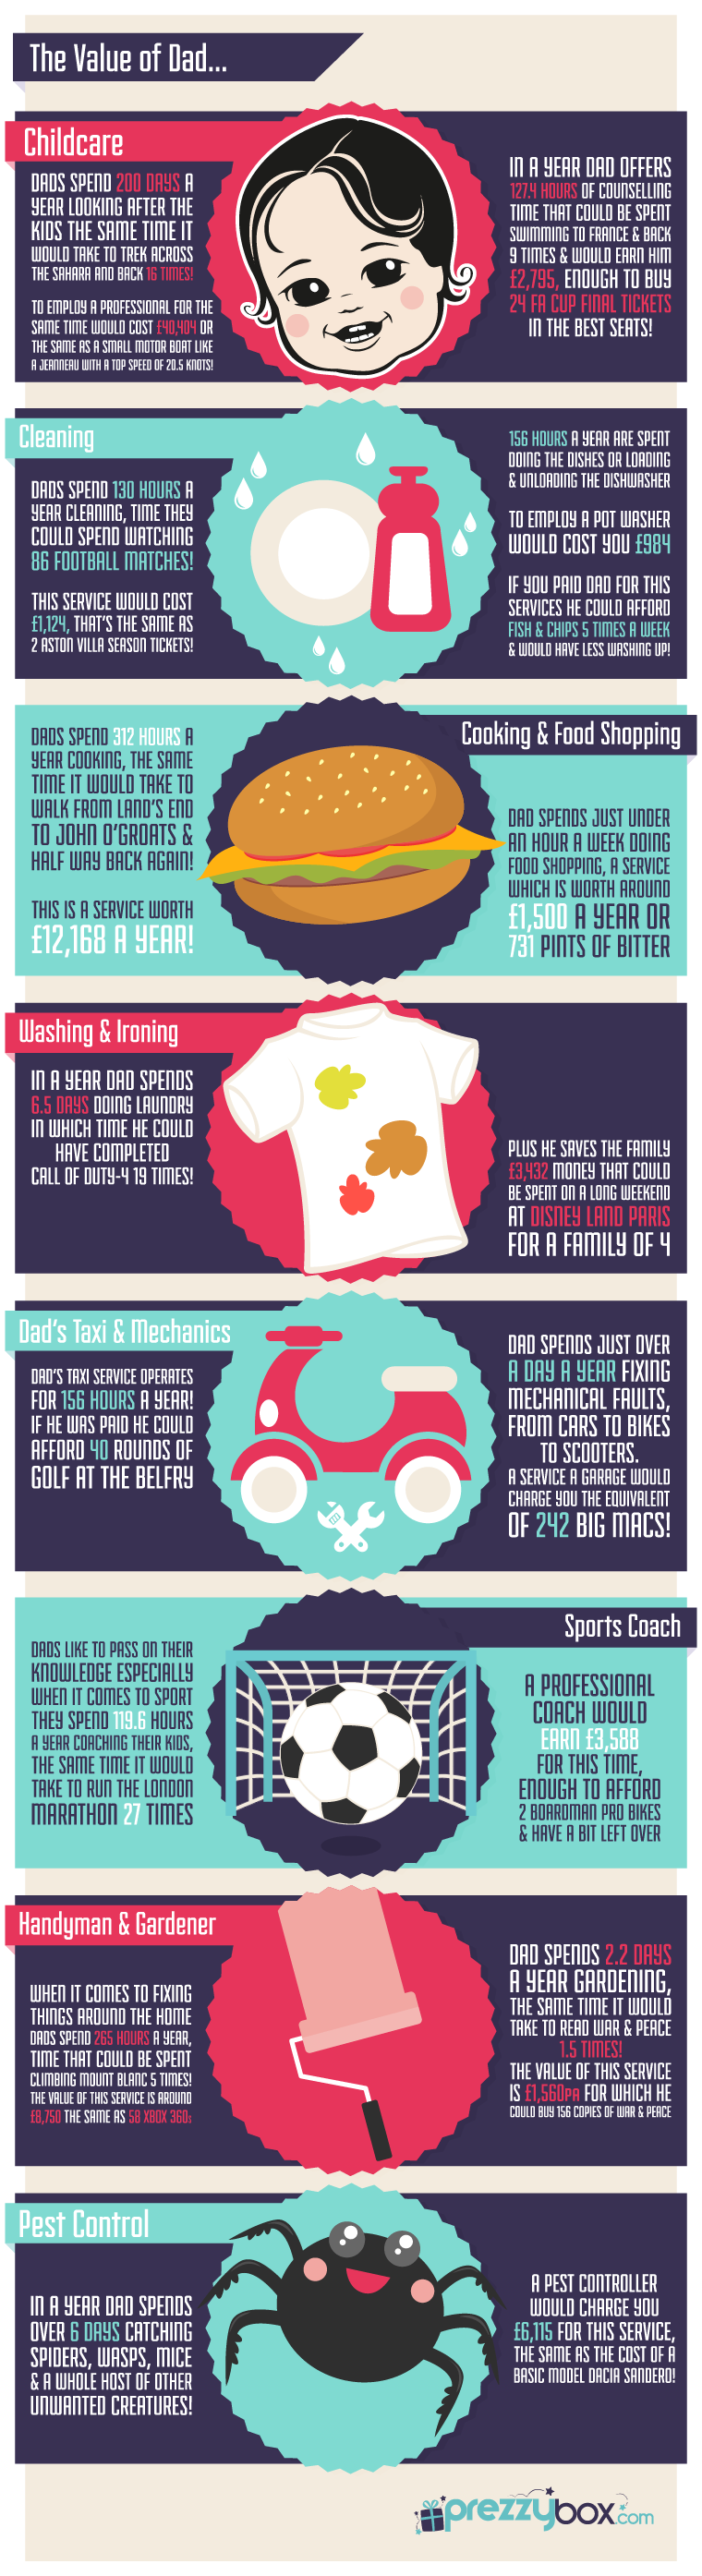 The Value of Dad...
Childcare
DADS SPEND 200 DAYS A
YEAR LOOKING AFTER THE
KIDS THE SAME TIME IT
WOULD TAKE TO TREK ACROSS
THE SAHARA AND BACK 16 TIMES!
TO EMPLOY A PROFESSIONAL FOR THE
SAME TIME WOULD COST £40,404 OR
THE SAME AS A SMALL MOTOR BOAT LIKE
A JEANNEAU WITH A TOP SPEED OF 20.5 KNOTS!
IN A YEAR DAD OFFERS
127.4 HOURS OF COUNSELLING
TIME THAT COULD BE SPENT
SWIMMING TO FRANCE & BACK
9 TIMES & WOULD EARN HIM
£2,795, ENOUGH TO BUY
24 FA CUP FINAL TICKETS
IN THE BEST SEATS!
Cleaning
DADS SPEND 130 HOURS A
YEAR CLEANING, TIME THEY
COULD SPEND WATCHING
86 FOOTBALL MATCHES!
THIS SERVICE WOULD COST
£1,124, THAT'S THE SAME AS
2 ASTON VILLA SEASON TICKETS!
156 HOURS A YEAR ARE SPENT
DOING THE DISHES OR LOADING
& UNLOADING THE DISHWASHER
TO EMPLOY A POT WASHER
WOULD COST YOU £984
IF YOU PAID DAD FOR THIS
SERVICES HE COULD AFFORD
FISH & CHIPS 5 TIMES A WEEK
& WOULD HAVE LESS WASHING UP!
Cooking & Food Shopping
DADS SPEND 312 HOURS A
YEAR COOKING, THE SAME
TIME IT WOULD TAKE TO
WALK FROM LAND'S END
TO JOHN O'GROATS &
HALF WAY BACK AGAIN!
THIS IS A SERVICE WORTH
£12,168 A YEAR!
DAD SPENDS JUST UNDER
AN HOUR A WEEK DOING
FOOD SHOPPING, A SERVICE
WHICH IS WORTH AROUND
£1,500 A YEAR OR
731 PINTS OF BITTER
Washing & Ironing
IN A YEAR DAD SPENDS
6.5 DAYS DOING LAUNDRY
IN WHICH TIME HE COULD
HAVE COMPLETED
CALL OF DUTY-4 19 TIMES!
PLUS HE SAVES THE FAMILY
£3,432 MONEY THAT COULD
BE SPENT ON A LONG WEEKEND
AT DISNEY LAND PARIS
FOR A FAMILY OF 4
Dad's Taxi & Mechanics
DAD'S TAXI SERVICE OPERATES
FOR 156 HOURS A YEAR!
IF HE WAS PAID HE COULD
AFFORD 40 ROUNDS OF
GOLF AT THE BELFRY
DAD SPENDS JUST OVER
A DAY A YEAR FIXING
MECHANICAL FAULTS,
FROM CARS TO BIKES
TO SCOOTERS.
A SERVICE A GARAGE WOULD
CHARGE YOU THE EQUIVALENT
OF 242 BIG MACS!
Sports Coach
DADS LIKE TO PASS ON THEIR
KNOWLEDGE ESPECIALLY
WHEN IT COMES TO SPORT
THEY SPEND 119.6 HOURS
A YEAR COACHING THEIR KIDS,
THE SAME TIME IT WOULD
TAKE TO RUN THE LONDON
MARATHON 27 TIMES
A PROFESSIONAL
COACH WOULD
EARN £3,588
FOR THIS TIME,
ENOUGH TO AFFORD
2 BOARDMAN PRO BIKES
& HAVE A BIT LEFT OVER
Handyman & Gardener
WHEN IT COMES TO FIXING
THINGS AROUND THE HOME
DADS SPEND 265 HOURS A YEAR,
TIME THAT COULD BE SPENT
CLIMBING MOUNT BLANC 5 TIMES!
THE VALUE OF THIS SERVICE IS AROUND
£8,750 THE SAME AS 58 XBOX 360s
DAD SPENDS 2.2 DAYS
A YEAR GARDENING,
THE SAME TIME IT WOULD
TAKE TO READ WAR & PEACE
1.5 TIMES!
THE VALUE OF THIS SERVICE
IS £1,560PA FOR WHICH HE
COULD BUY 156 COPIES OF WAR & PEACE
Pest Control
IN A YEAR DAD SPENDS
OVER 6 DAYS CATCHING
SPIDERS, WASPS, MICE
& A WHOLE HOST OF OTHER
UNWANTED CREATURES!
A PEST CONTROLLER
WOULD CHARGE YOU
£6,115 FOR THIS SERVICE,
THE SAME AS THE COST OF A
BASIC MODEL DACIA SANDERO!
prezzybox.com